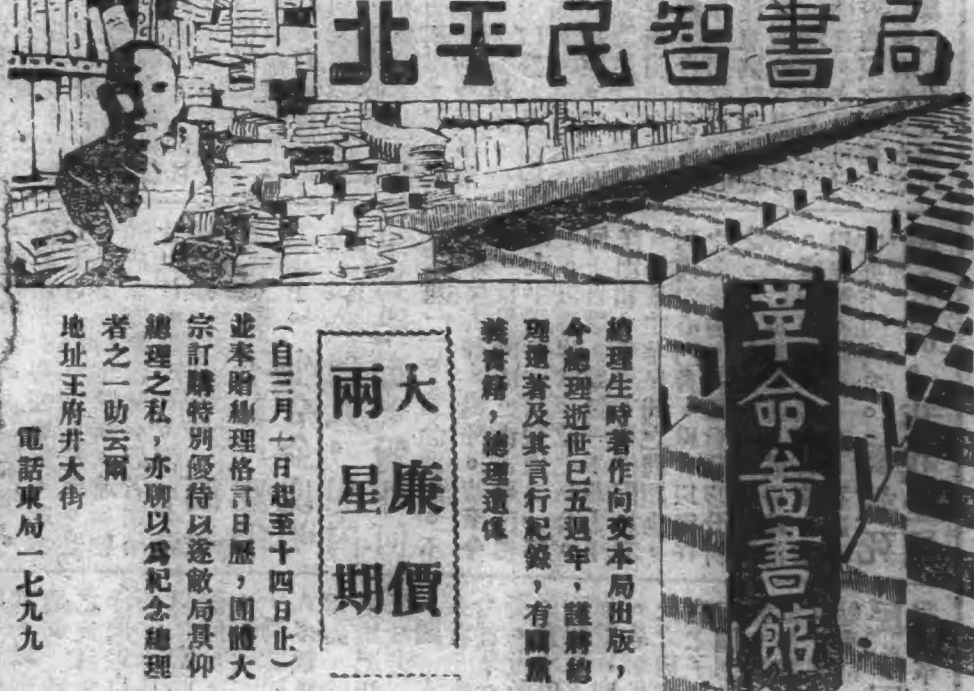 北平民智書局
革命啚書館
總理生時著作向交本局出版，
今總理逝世已五週年，謹將總
理遺著及其言行紀錄，有關黨
義書籍，總理遺像
大廉價
兩星期
（自三月十日起至十四日止）
並奉贈總理格言日歷，團體大
宗訂購特別優待以遂敝局景仰
總理之私，亦聊以爲紀念總理
者之一助云爾
地址王府井大街
電話東局一七九九